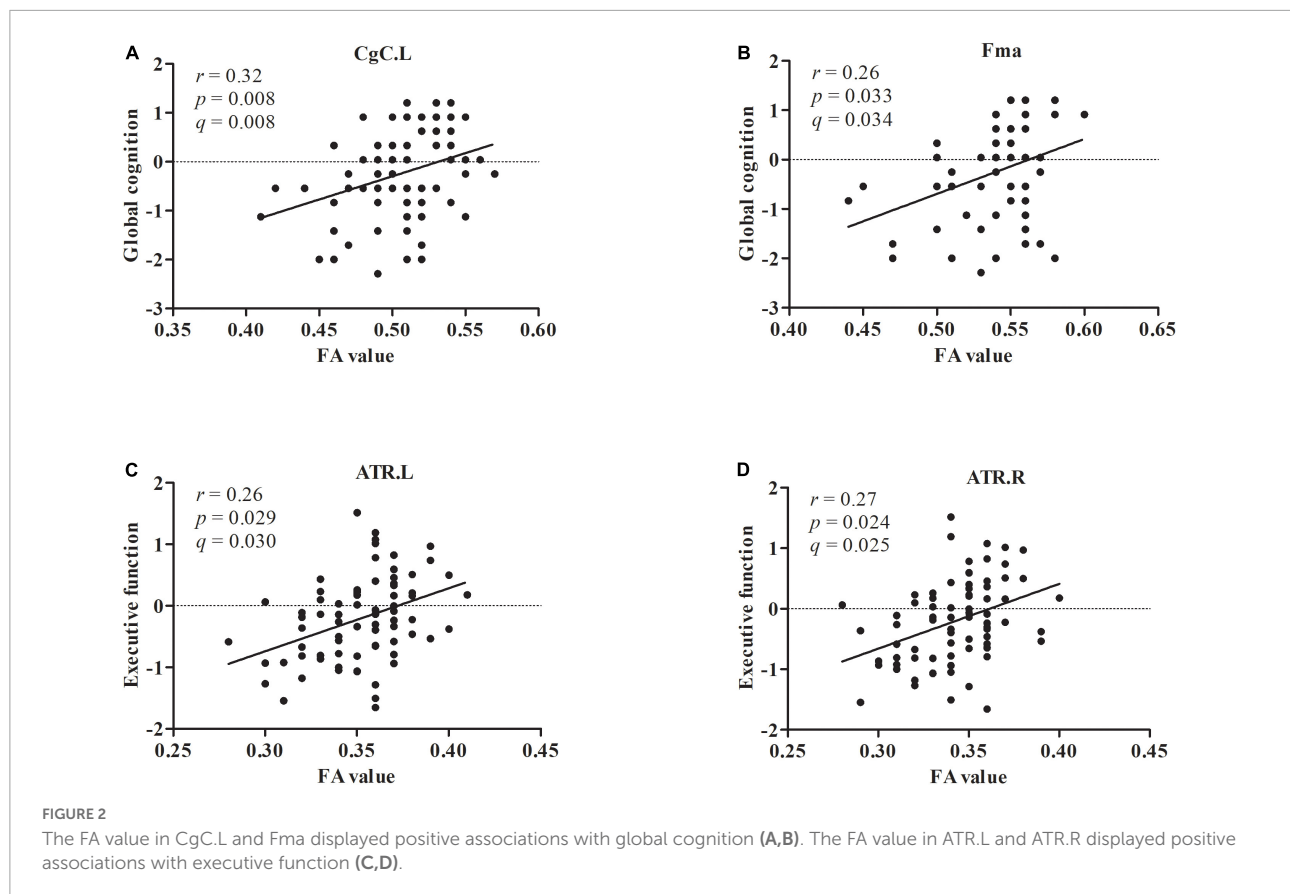 A
CgC.L
r = 0.32
p = 0.008
q = 0.008
Global cognition
2
1
0
-1
-2
-3
0.35 0.40 0.45 0.50 0.55 0.60
FA value
B
Fma
r = 0.26
p = 0.033
q = 0.034
Global cognition
2
1
0
-1
-2
-3
0.40 0.45 0.50 0.55 0.60 0.65
FA value
C
ATR.L
r = 0.26
p = 0.029
q = 0.030
Executive function
2
1
0
-1
-2
0.25 0.30 0.35 0.40 0.45
FA value
D
ATR.R
r = 0.27
p = 0.024
q = 0.025
Executive function
2
1
0
-1
-2
0.25 0.30 0.35 0.40 0.45
FA value
FIGURE 2
The FA value in CgC.L and Fma displayed positive associations with global cognition (A,B). The FA value in ATR.L and ATR.R displayed positive
associations with executive function (C,D).